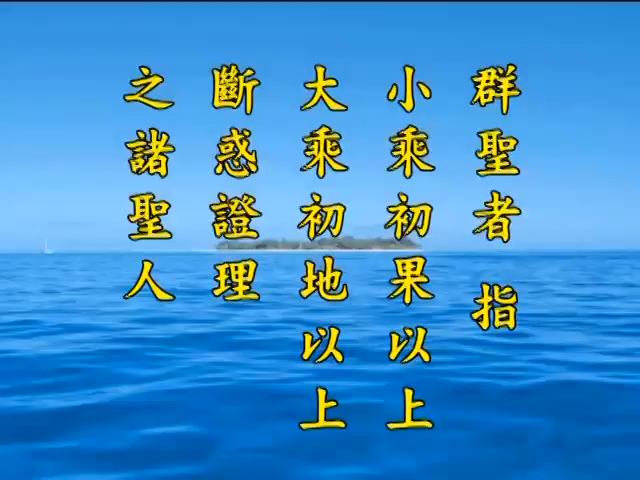 群聖者 指
小乘初果以上
大乘初地以上
斷惑證理
之諸聖人